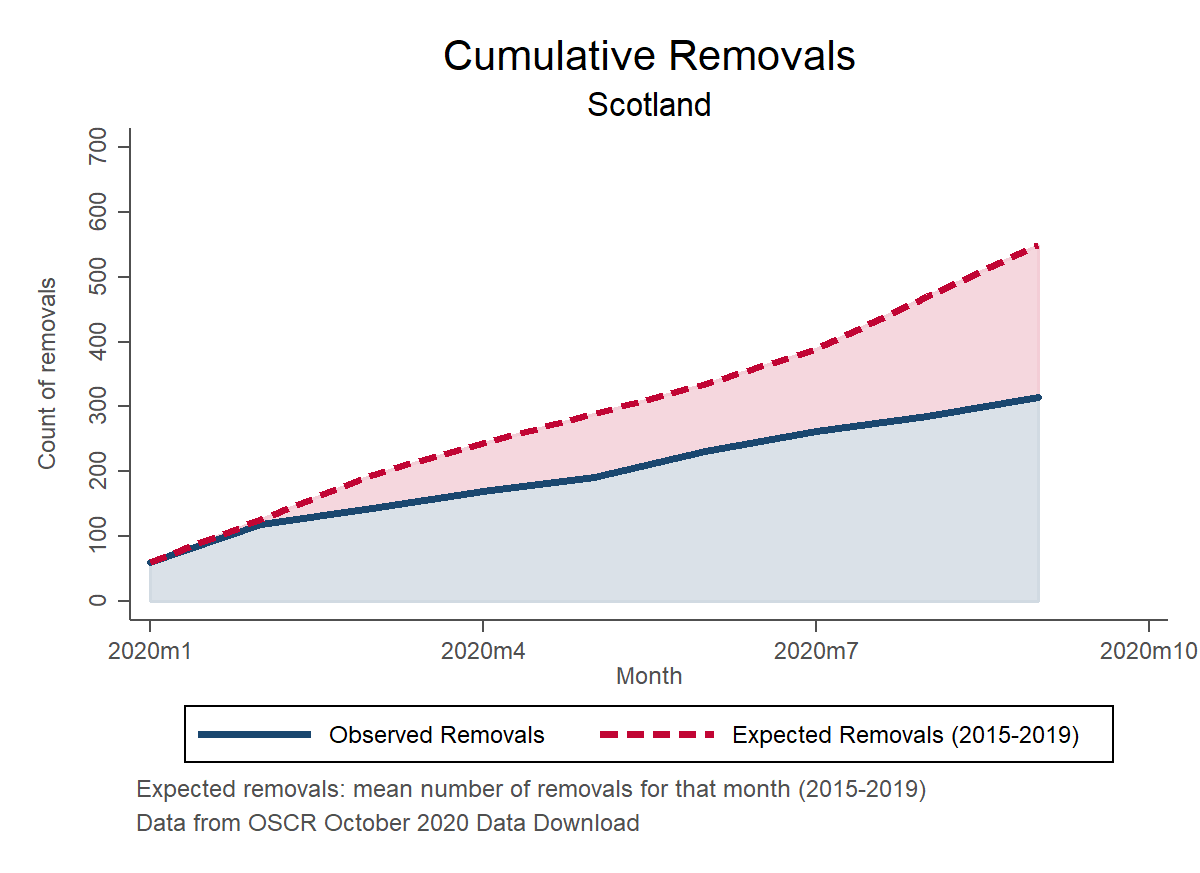 Cumulative Removals
Scotland
Count of removals
700
600
500
400
300
200
100
0
2020m1 2020m4 2020m7 2020m10
Month
Observed Removals Expected Removals (2015-2019)
Expected removals: mean number of removals for that month (2015-2019)
Data from OSCR October 2020 Data Download